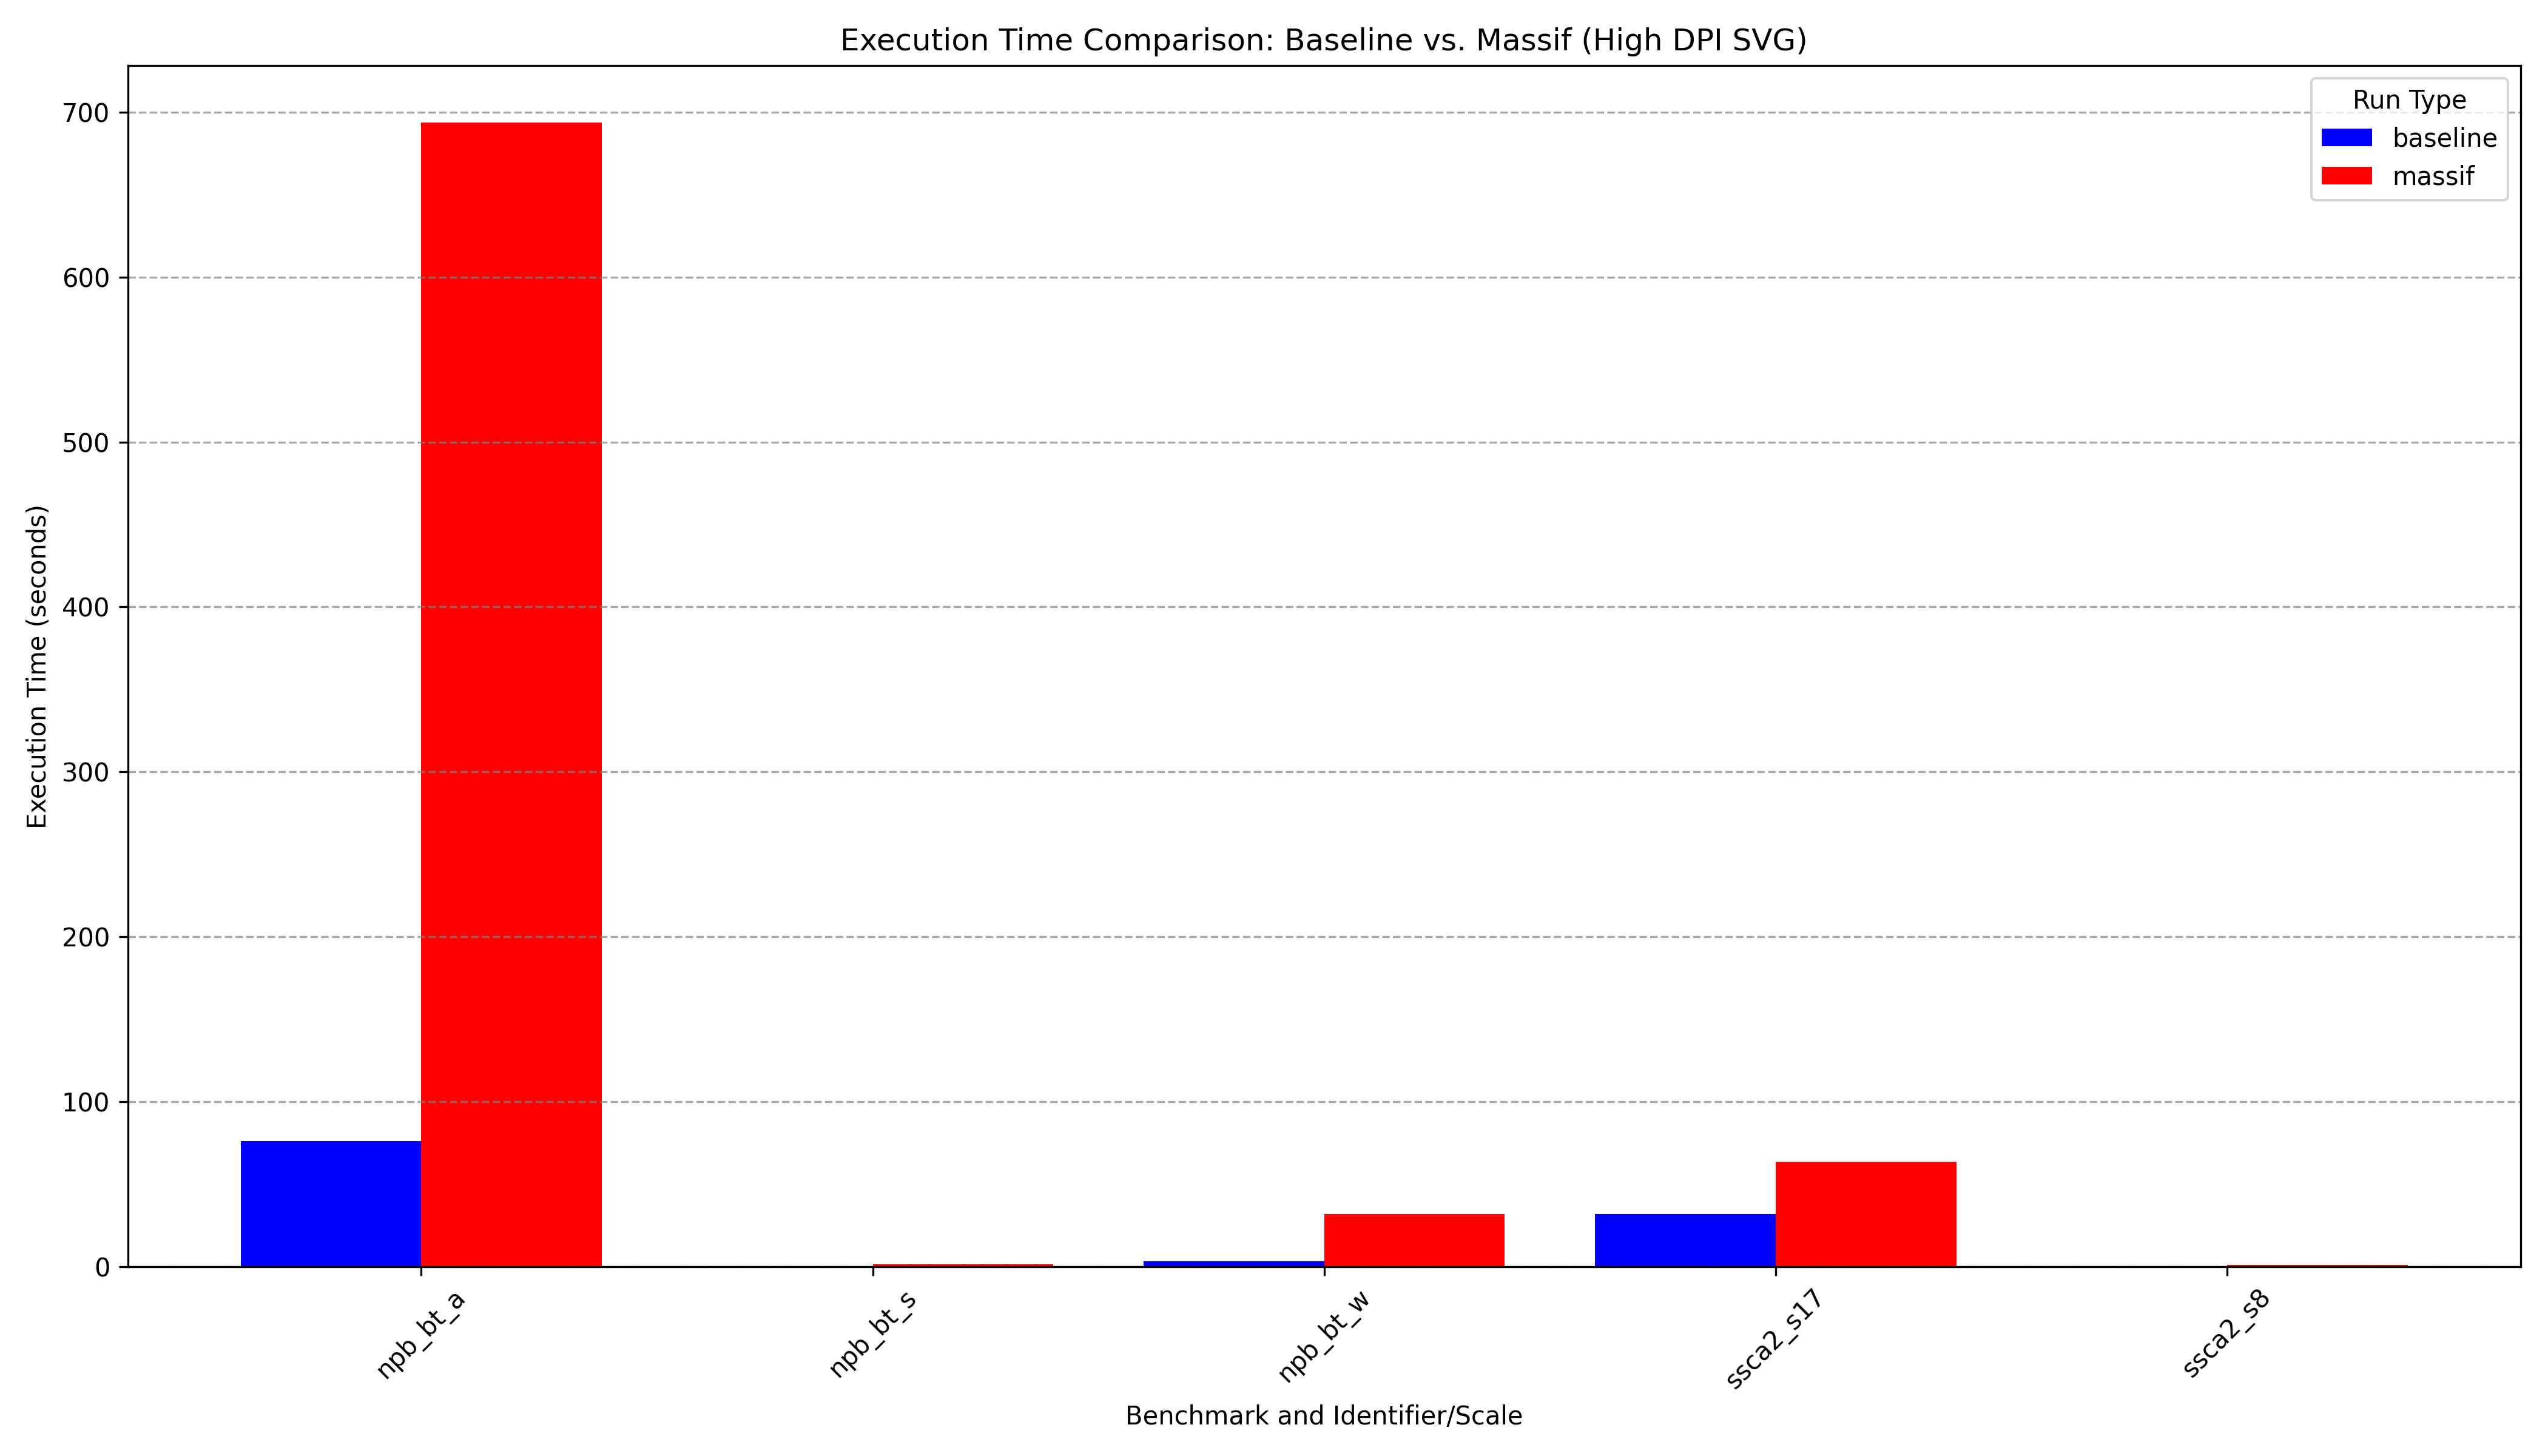 Execution Time Comparison: Baseline vs. Massif (High DPI SVG)
Run Type
baseline
massif
Execution Time (seconds)
700
600
500
400
300
200
100
0
npb_bt_a
npb_bt_s
npb_bt_w
ssca2_s17
ssca2_s8
Benchmark and Identifier/Scale